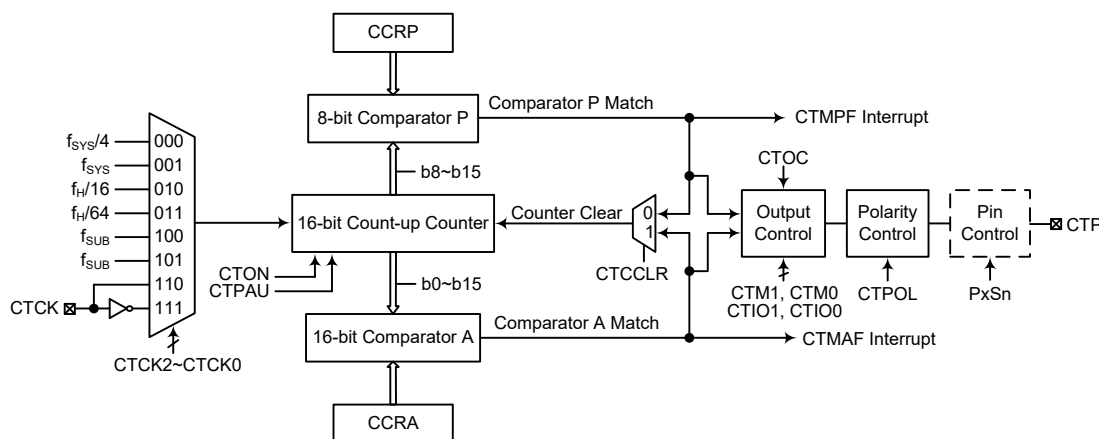 CCRP
8-bit Comparator P
Comparator P Match
CTMPF Interrupt
b8~b15
fSYS/4
fSYS
fH/16
fH/64
fSUB
fSUB
000
001
010
011
100
101
110
111
CTCK
CTCK2~CTCK0
16-bit Count-up Counter
Counter Clear
0
1
CTCCLR
CTON
CTPAU
b0~b15
CTOC
Output
Control
CTM1, CTM0
CTIO1, CTIO0
Polarity
Control
CTPOL
Pin
Control
PxSn
CTP
16-bit Comparator A
Comparator A Match
CTMAF Interrupt
CCRA